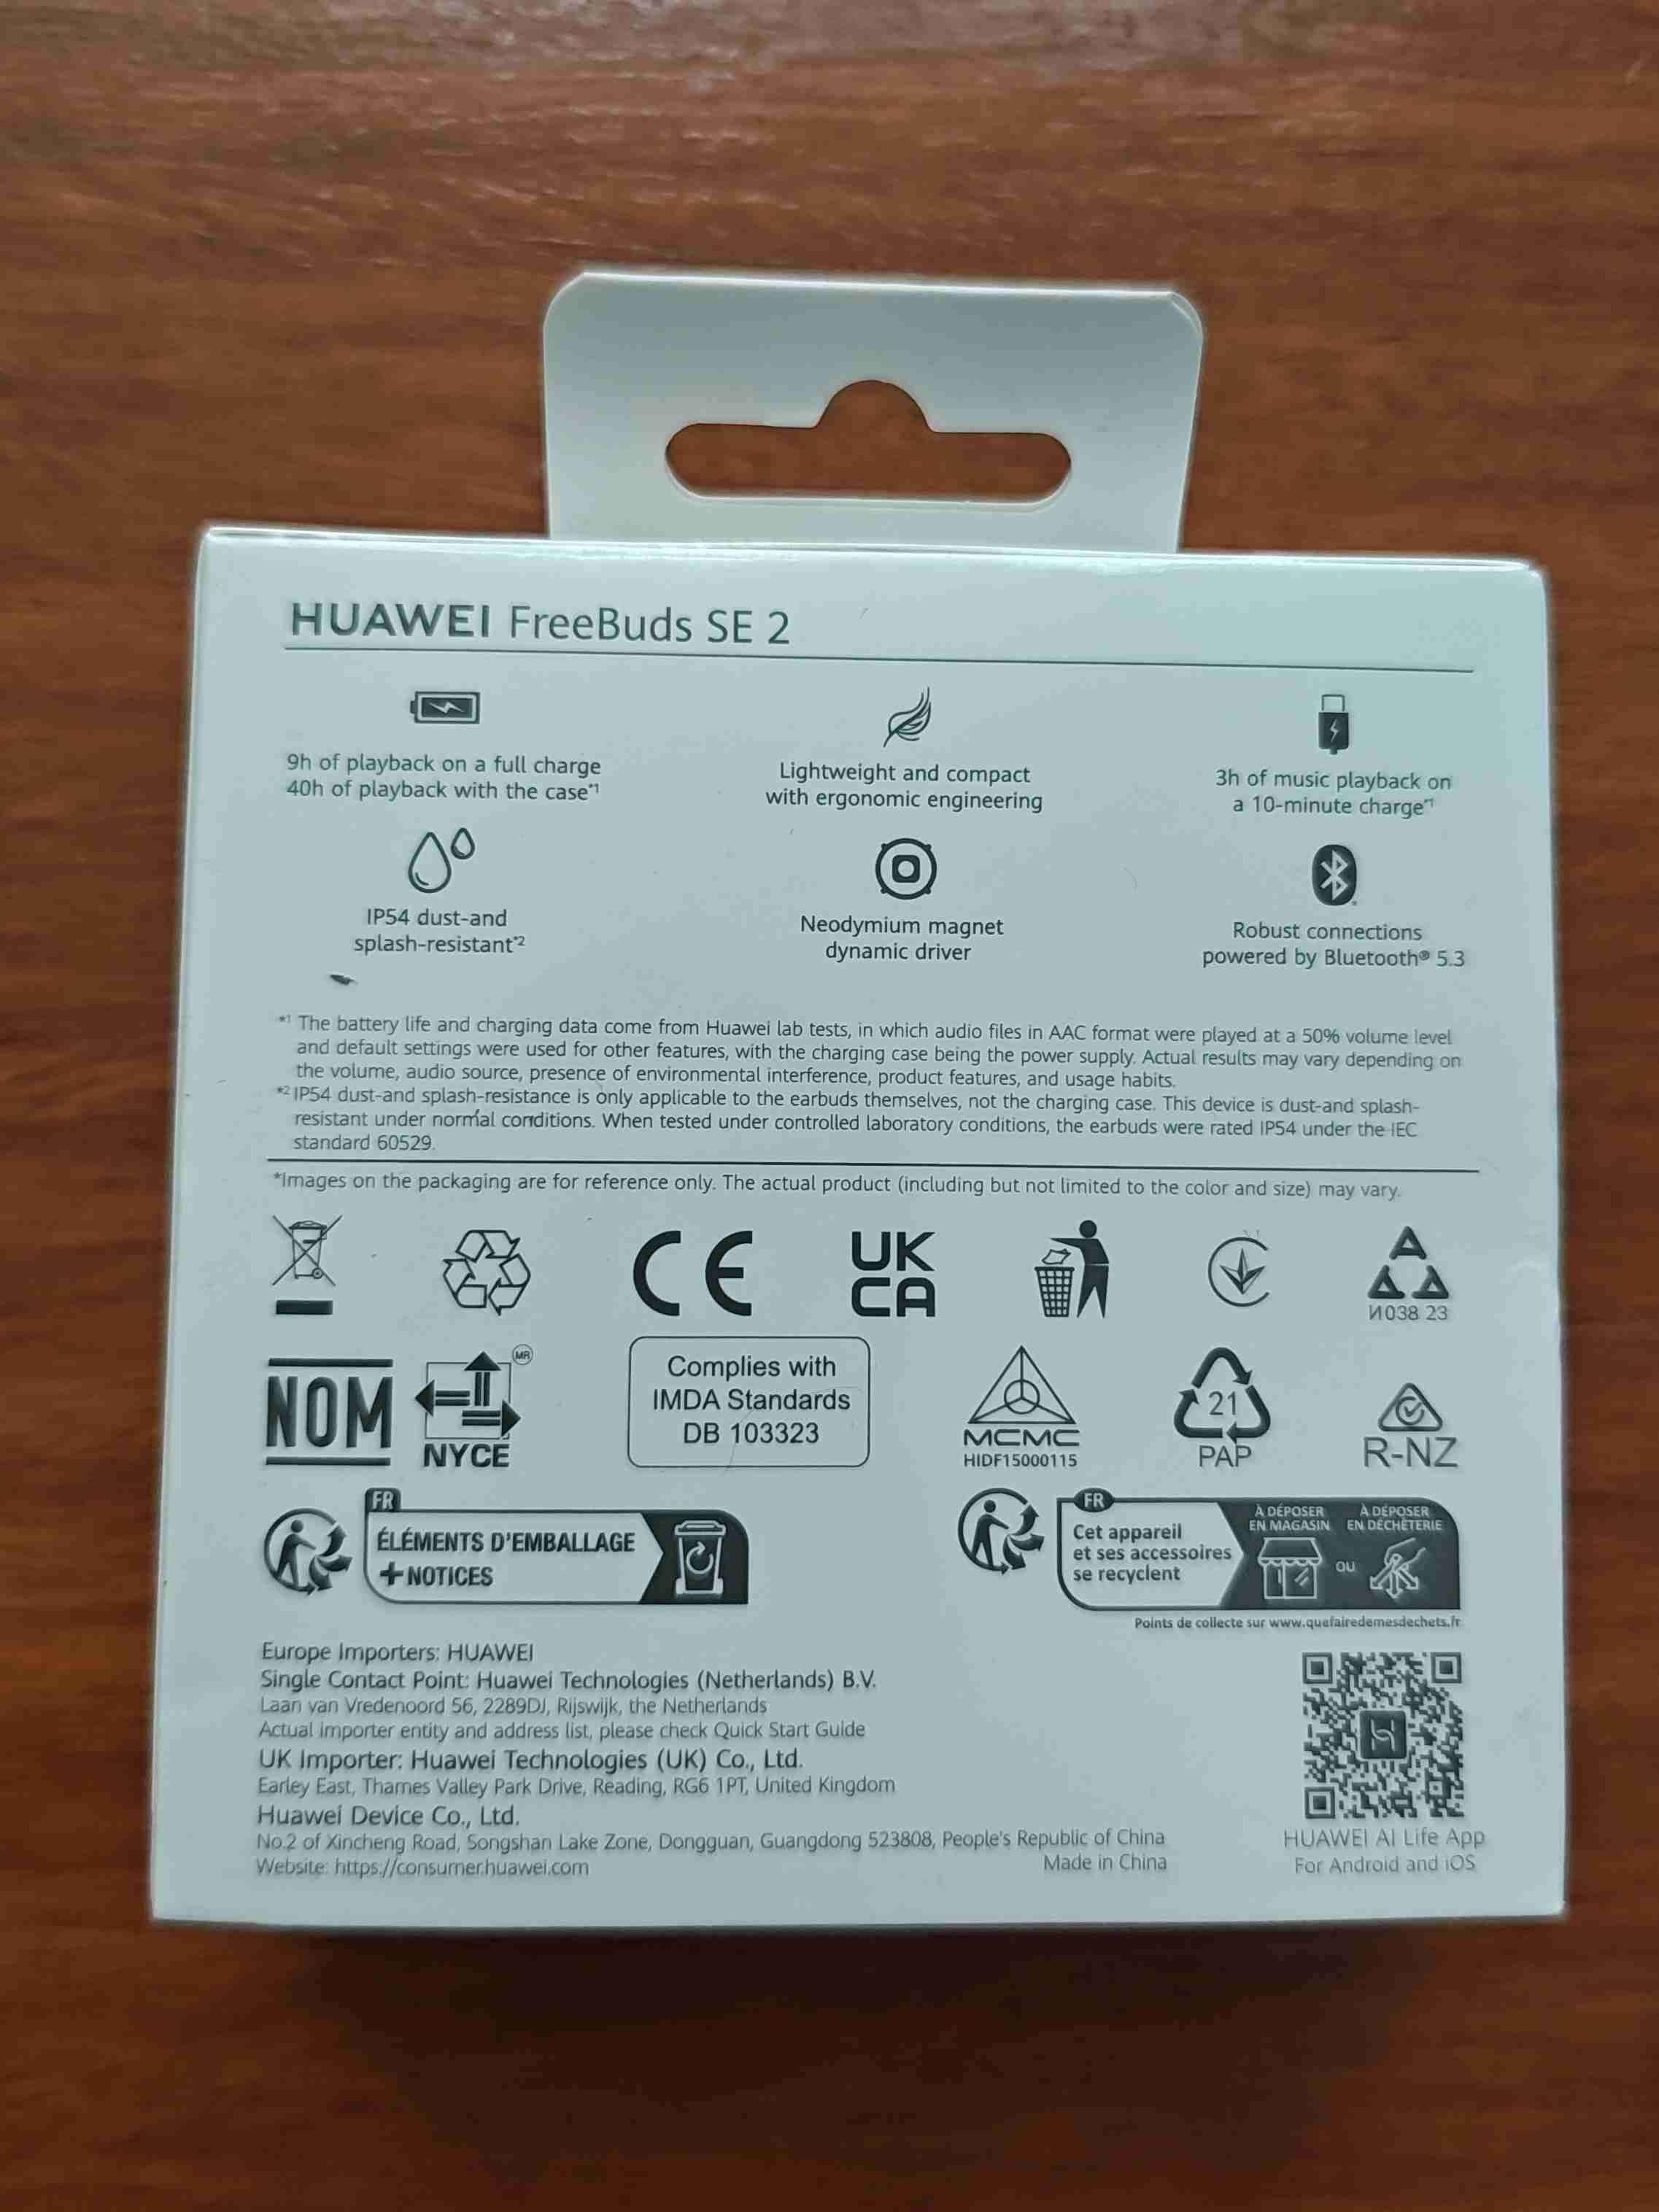 HUAWEI FreeBuds SE 2
9h of playback on a full charge
40h of playback with the case*1
Lightweight and compact
with ergonomic engineering
3h of music playback on
a 10-minute charge*1
IP54 dust-and
splash-resistant*2
Neodymium magnet
dynamic driver
Robust connections
powered by Bluetooth® 5.3
*1 The battery life and charging data come from Huawei lab tests, in which audio files in AAC format were played at a 50% volume level
and default settings were used for other features, with the charging case being the power supply. Actual results may vary depending on
the volume, audio source, presence of environmental interference, product features, and usage habits.
*2 IP54 dust-and splash-resistance is only applicable to the earbuds themselves, not the charging case. This device is dust-and splash-
resistant under normal conditions. When tested under controlled laboratory conditions, the earbuds were rated IP54 under the IEC
standard 60529.
*Images on the packaging are for reference only. The actual product (including but not limited to the color and size) may vary.
CE
UK
CA
И038 23
NOM
MR
NYCE
Complies with
IMDA Standards
DB 103323
MCMC
HIDF15000115
21
PAP
R-NZ
FR
ÉLÉMENTS D'EMBALLAGE
+NOTICES
FR
Cet appareil
et ses accessoires
se recyclent
À DÉPOSER
EN MAGASIN
OU
À DÉPOSER
EN DÉCHÈTERIE
Points de collecte sur www.quefairedemesdechets.fr
Europe Importers: HUAWEI
Single Contact Point: Huawei Technologies (Netherlands) B.V.
Laan van Vredenoord 56, 2289DJ, Rijswijk, the Netherlands
Actual importer entity and address list, please check Quick Start Guide
UK Importer: Huawei Technologies (UK) Co., Ltd.
Earley East, Thames Valley Park Drive, Reading, RG6 1PT, United Kingdom
Huawei Device Co., Ltd.
No.2 of Xincheng Road, Songshan Lake Zone, Dongguan, Guangdong 523808, People's Republic of China
Website: https://consumer.huawei.com
Made in China
HUAWEI AI Life App
For Android and iOS